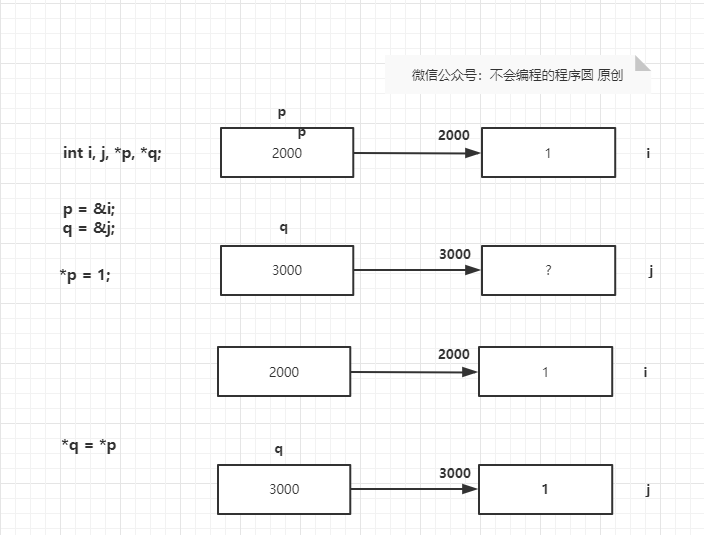 微信公众号：不会编程的程序圆 原创
p
p
int i, j, *p, *q;
2000
2000
1
i
p = &i;
q = &j;
q
*p = 1;
3000
3000
?
j
2000
2000
1
i
*q = *p
q
3000
3000
1
j